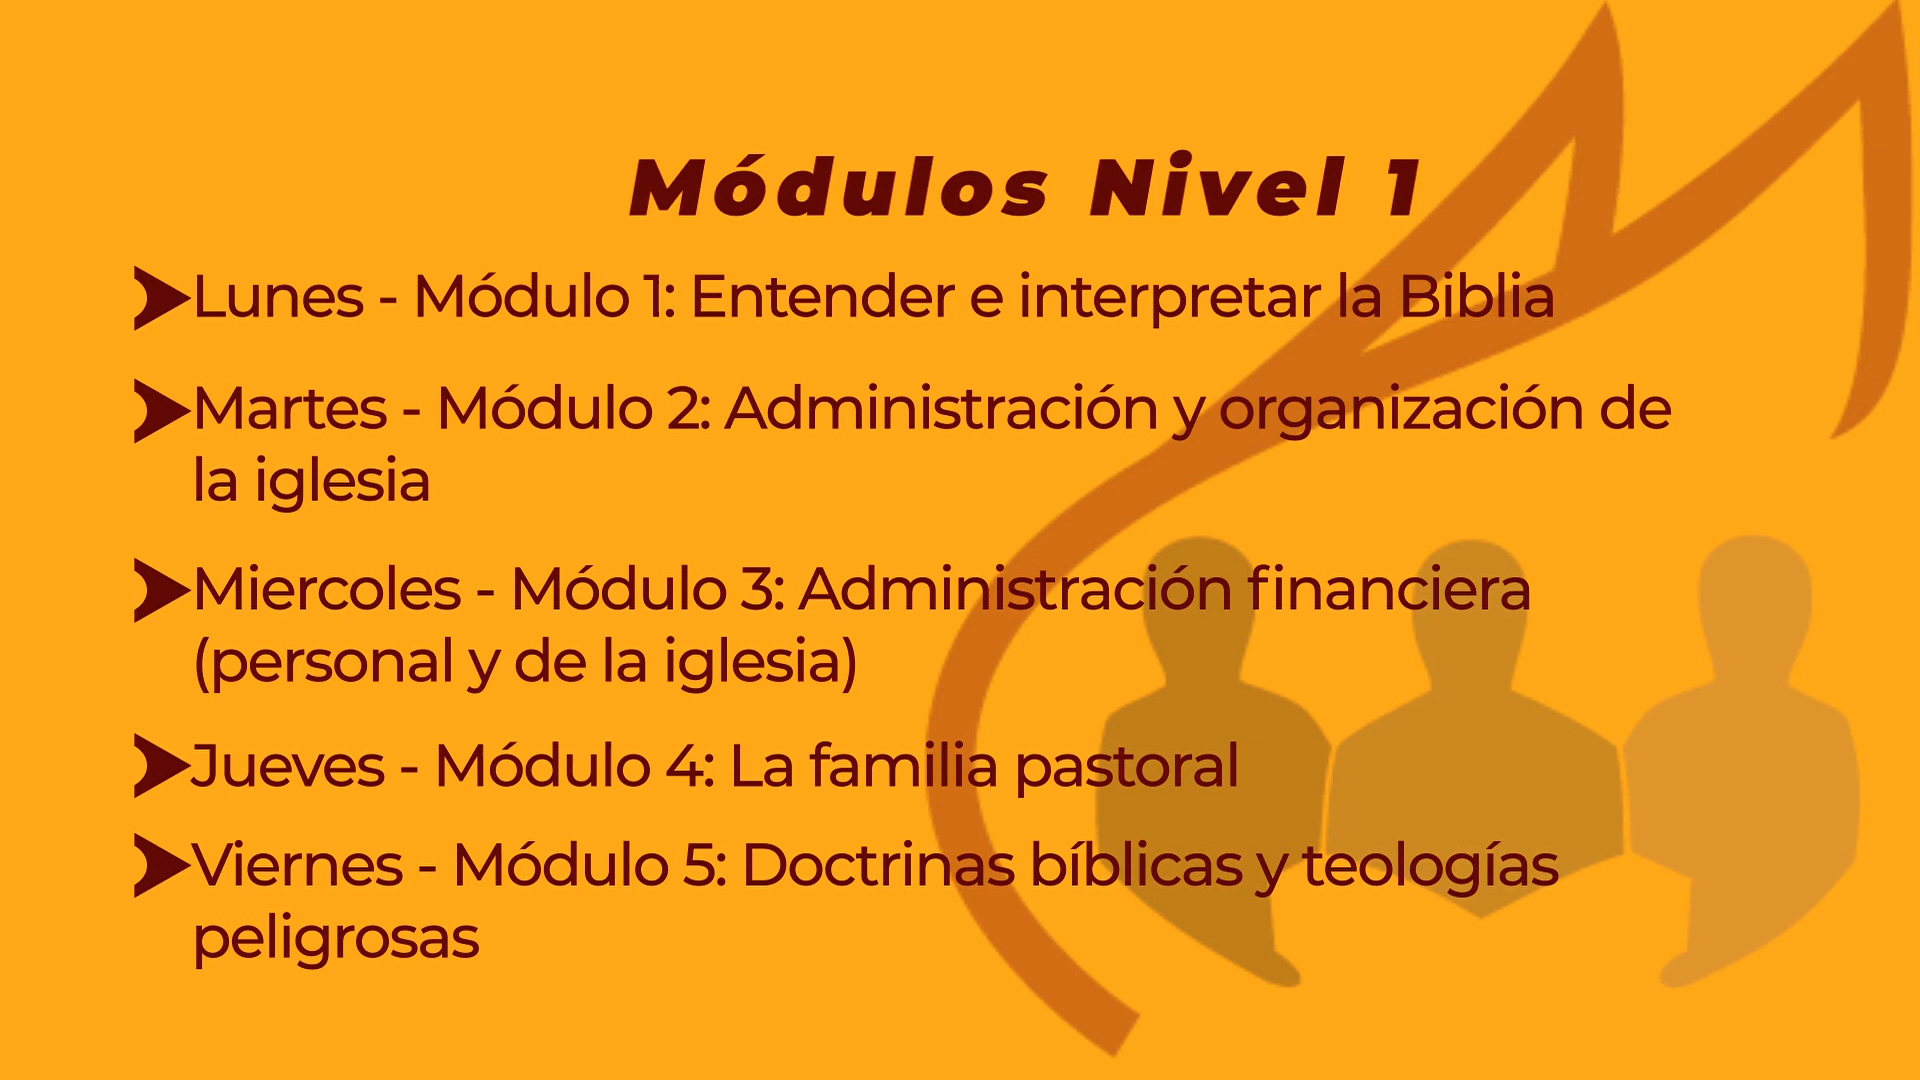 Módulos Nivel 1
➤Lunes - Módulo 1: Entender e interpretar la Biblia
➤Martes - Módulo 2: Administración y organización de
la iglesia
➤Miercoles - Módulo 3: Administración financiera
(personal y de la iglesia)
➤Jueves - Módulo 4: La familia pastoral
➤Viernes - Módulo 5: Doctrinas bíblicas y teologías
peligrosas